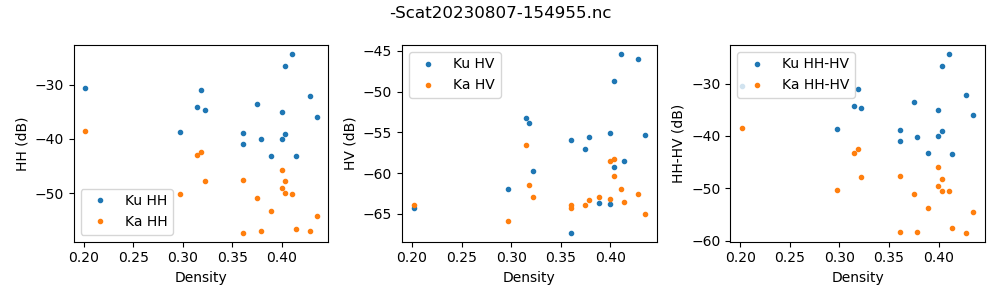 -Scat20230807-154955.nc
HH (dB)
−30
−40
−50
Ku HH
Ka HH
0.20 0.25 0.30 0.35 0.40
Density
HV (dB)
−45
−50
−55
−60
−65
Ku HV
Ka HV
0.20 0.25 0.30 0.35 0.40
Density
HH-HV (dB)
−30
−40
−50
−60
Ku HH-HV
Ka HH-HV
0.20 0.25 0.30 0.35 0.40
Density